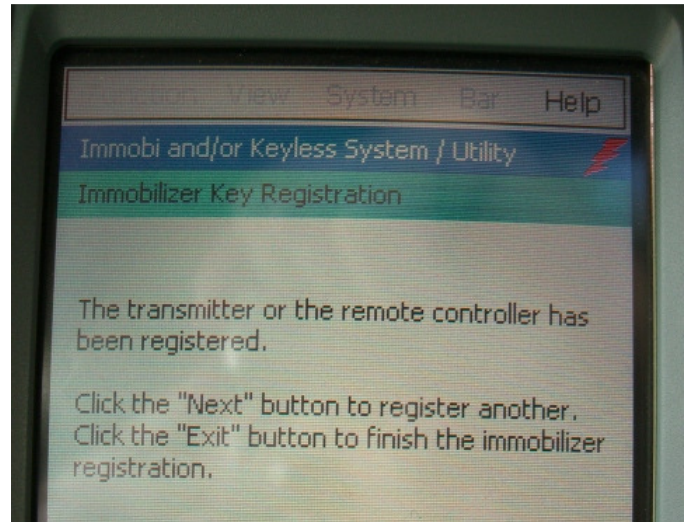 Function View System Bar Help
Immobi and/or Keyless System / Utility
Immobilizer Key Registration
The transmitter or the remote controller has
been registered.
Click the "Next" button to register another.
Click the "Exit" button to finish the immobilizer
registration.